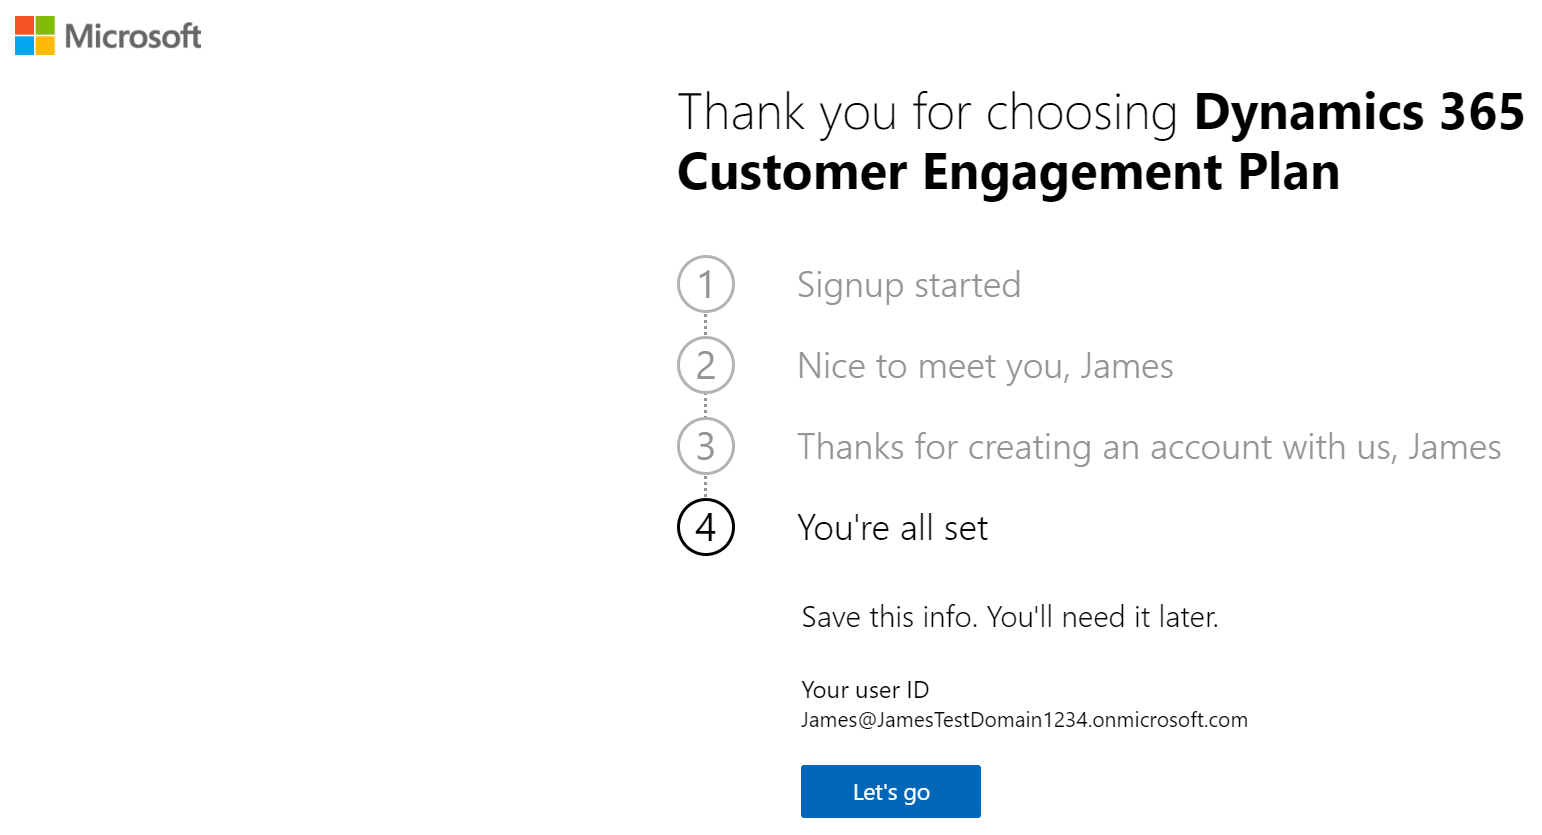 Microsoft
Thank you for choosing Dynamics 365
Customer Engagement Plan
1 Signup started
2 Nice to meet you, James
3 Thanks for creating an account with us, James
4 You're all set
Save this info. You'll need it later.
Your user ID
James@JamesTestDomain1234.onmicrosoft.com
Let's go